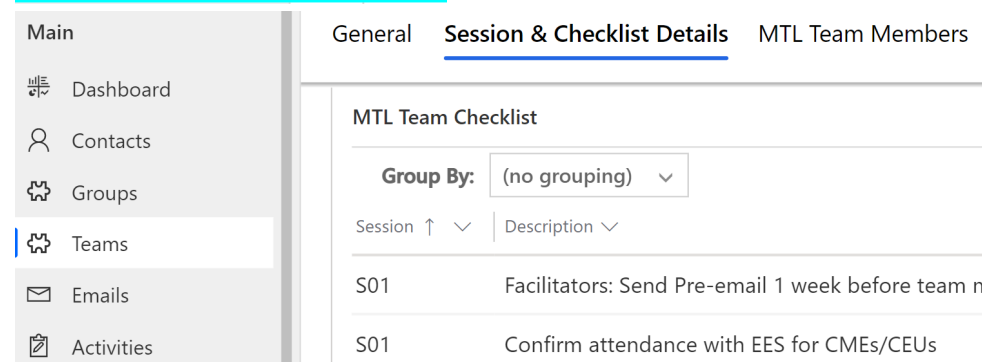 Main
Dashboard
Contacts
Groups
Teams
Emails
Activities
General Session & Checklist Details MTL Team Members
MTL Team Checklist
Group By: (no grouping)
Session ↑ Description
S01 Facilitators: Send Pre-email 1 week before team
S01 Confirm attendance with EES for CMEs/CEUs